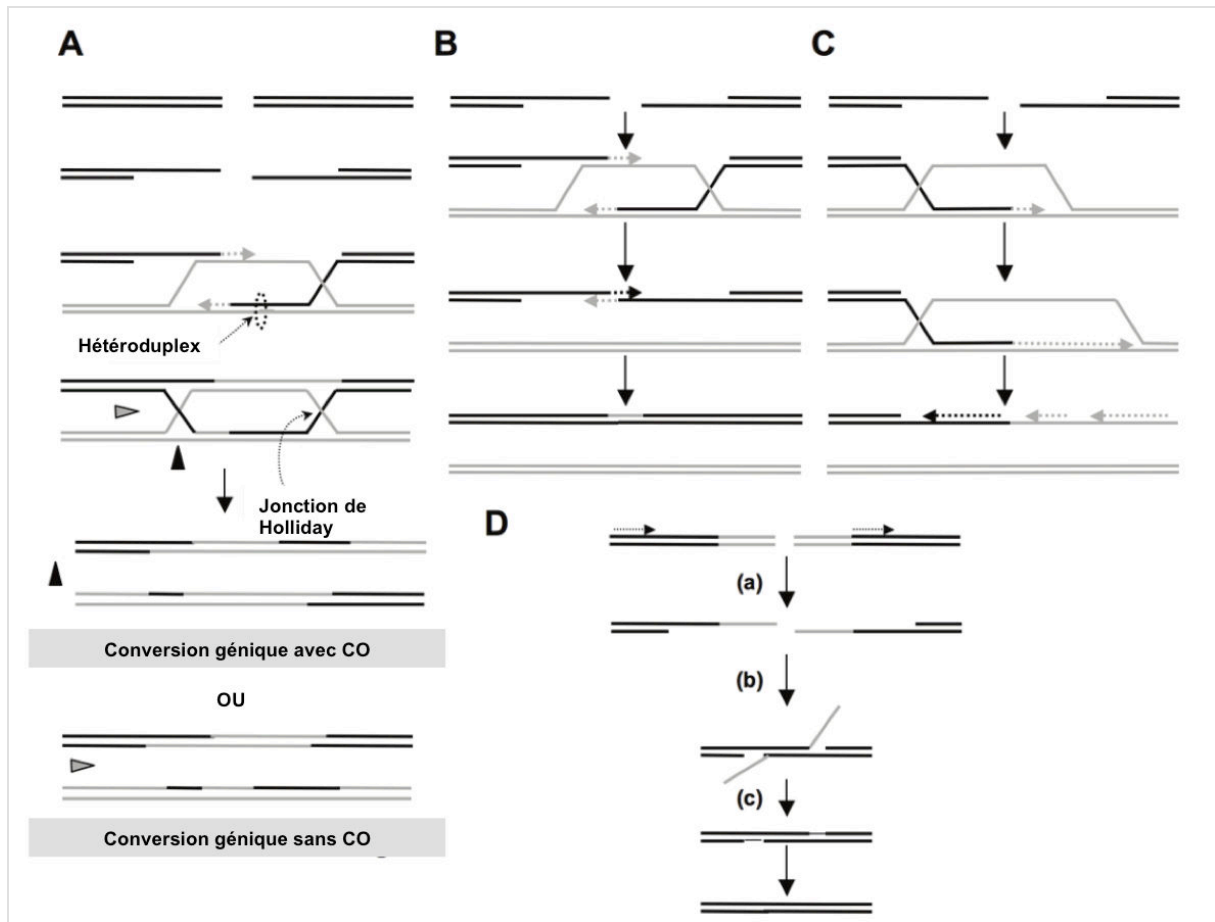 A
B
C
Hétéroduplex
Jonction de
Holliday
Conversion génique avec CO
OU
Conversion génique sans CO
D
(a)
(b)
(c)